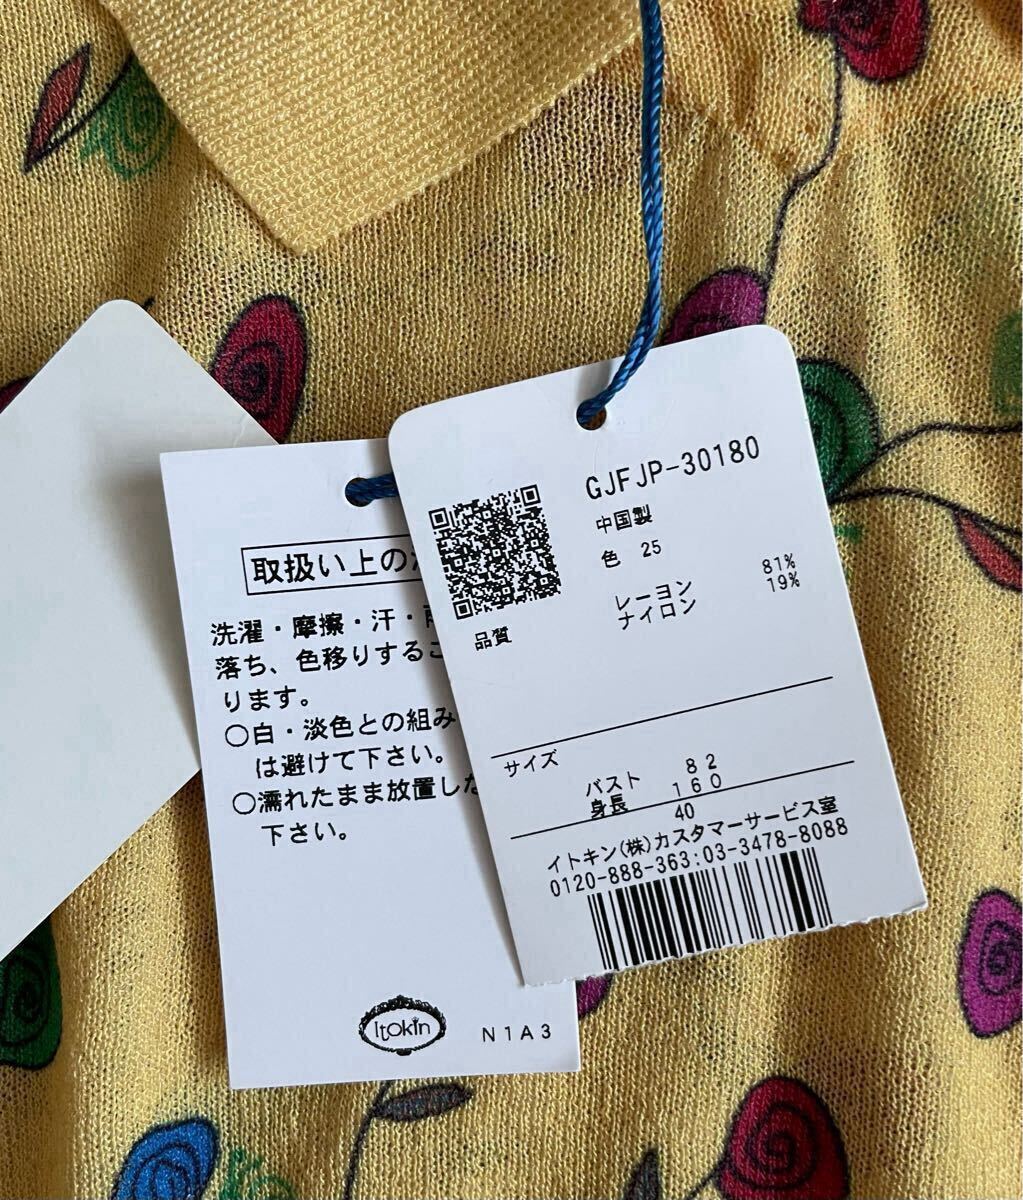 取扱い上の
洗濯・摩擦・汗・
落ち、色移りするこ
ります。
○白・淡色との組み
は避けて下さい。
○濡れたまま放置しな
下さい。
Itokin
N1A3
GJFJP-30180
中国製
色 25
レーヨン 81%
ナイロン 19%
品質
サイズ
バスト 82
身長 160
40
イトキン(株)カスタマーサービス室
0120-888-363:03-3478-8088